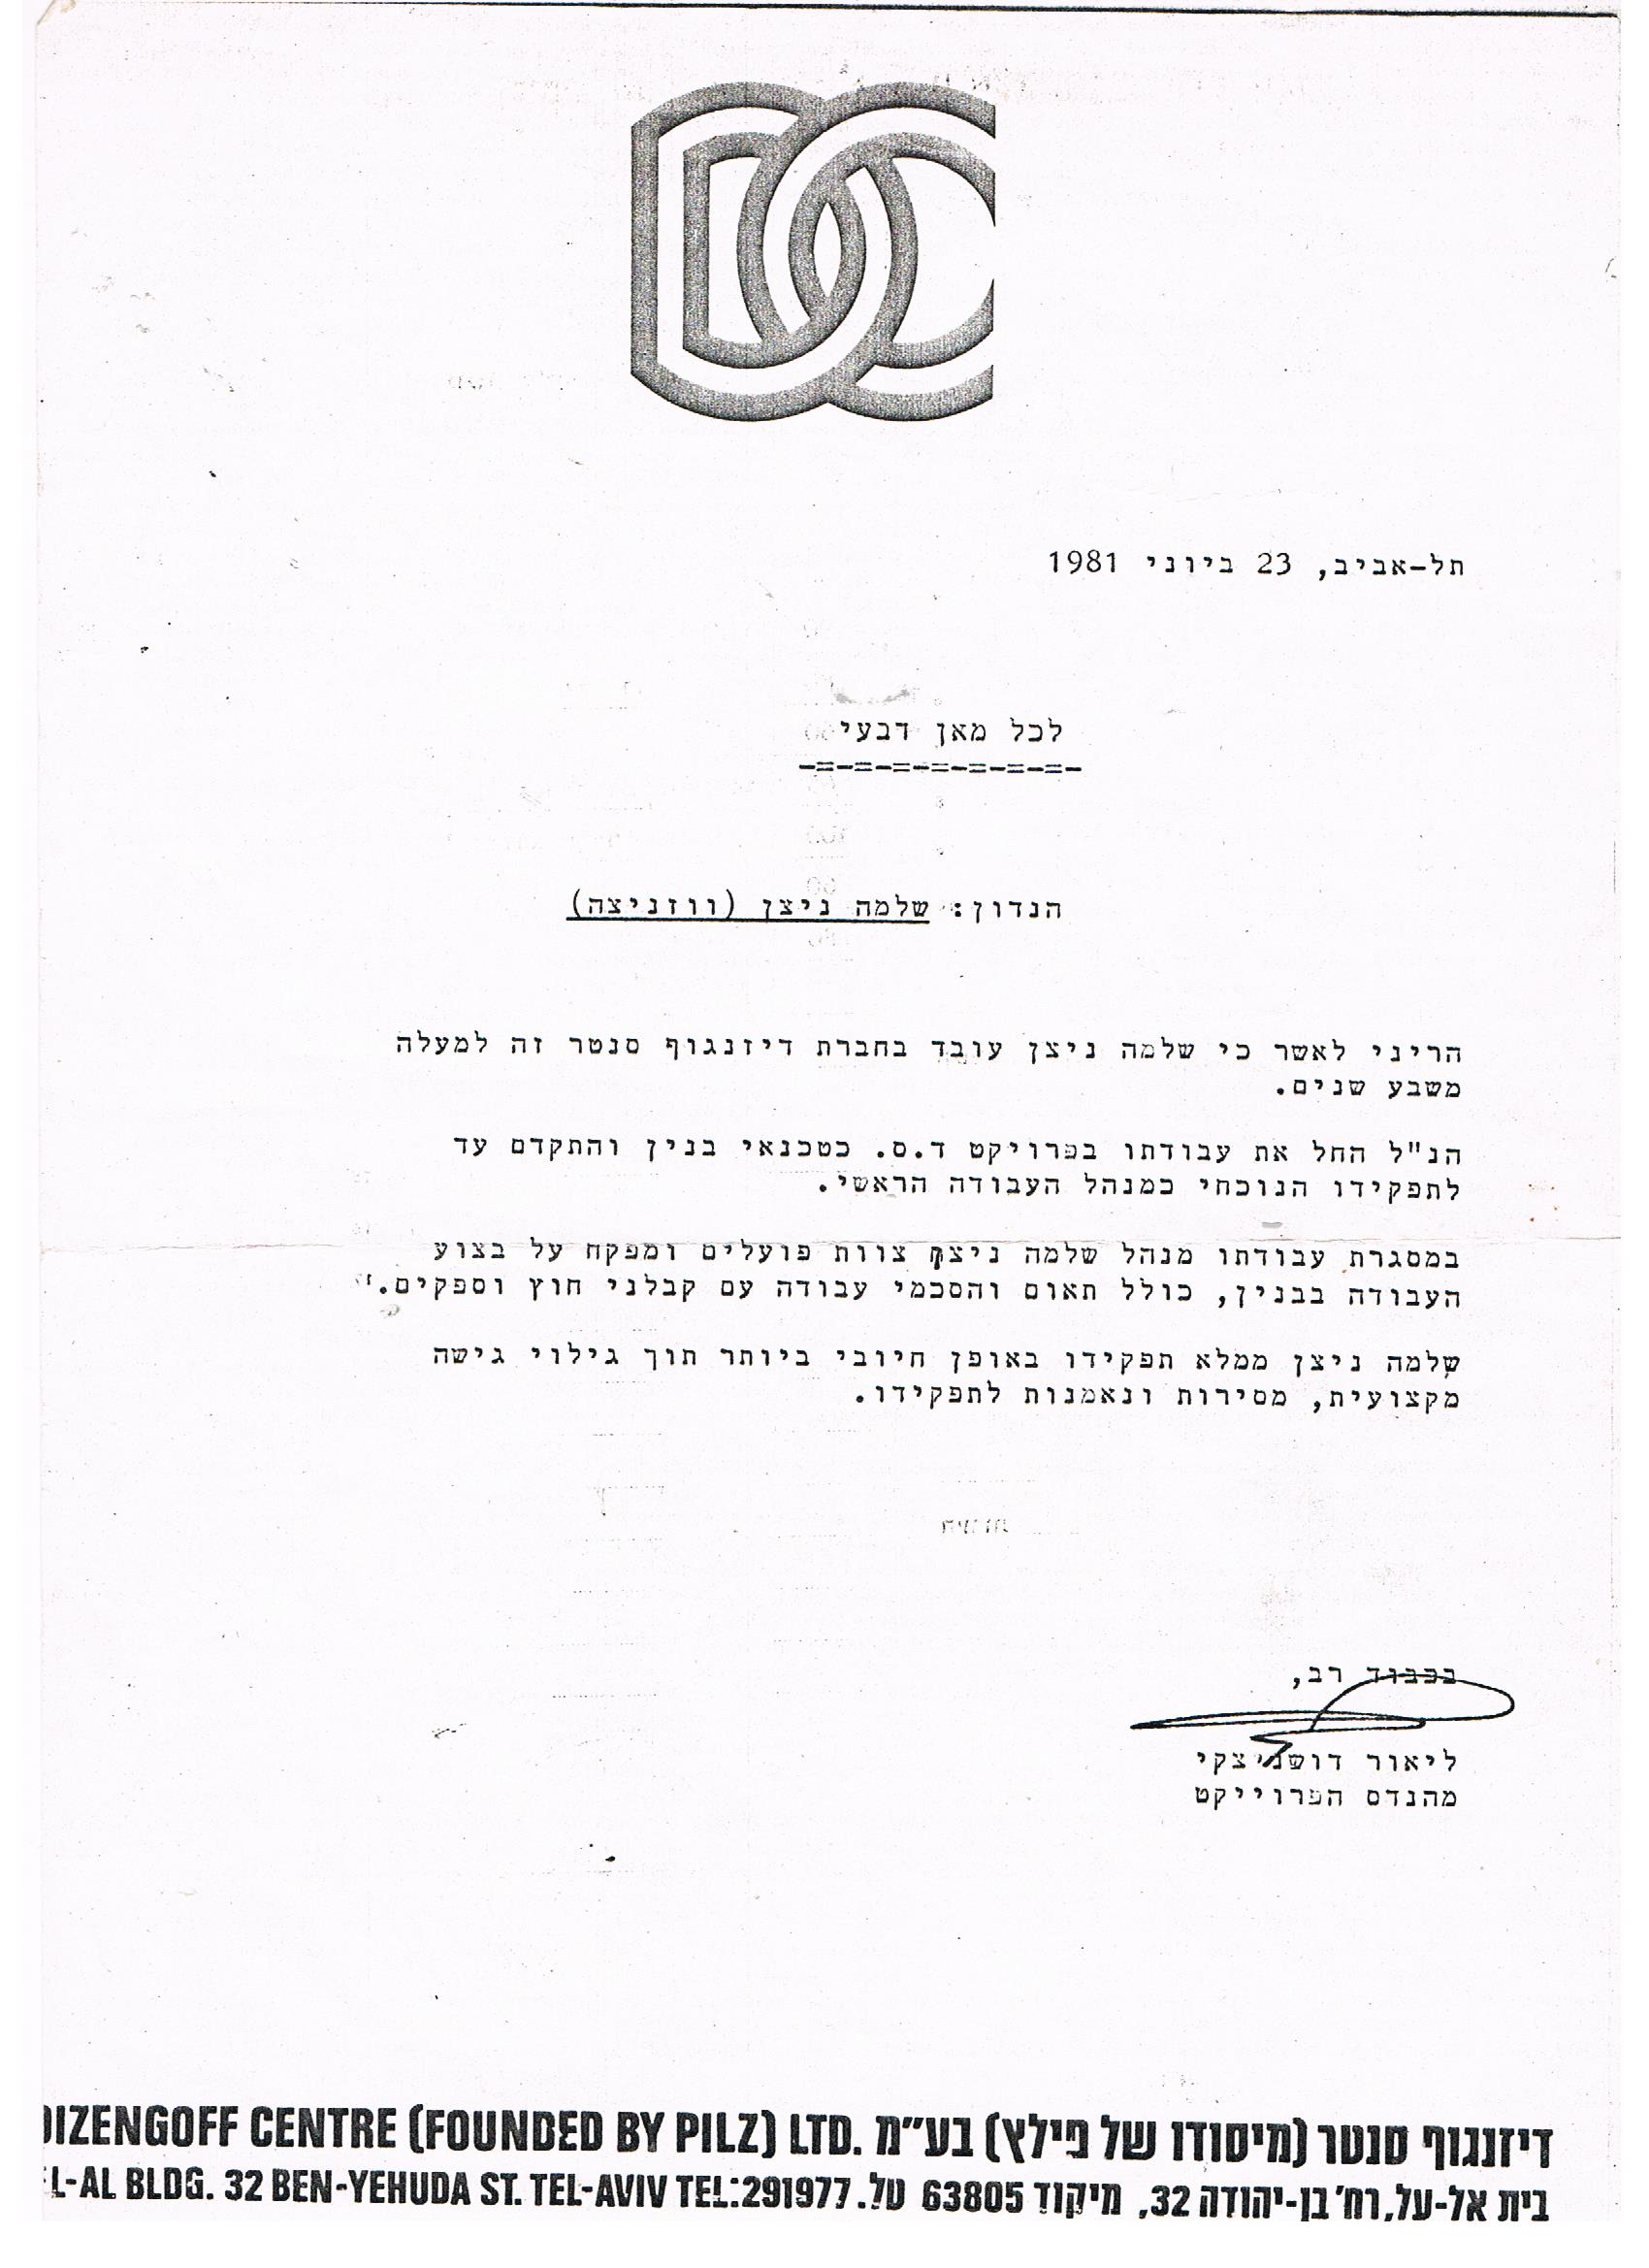 DC
תל-אביב, 23 ביוני 1981
לכל מאן דבעי
-=-=-=-=-=-=-=-
הנדון: שלמה ניצן (ווזניצה)
הריני לאשר כי שלמה ניצן עובד בחברת דיזנגוף סנטר זה למעלה
משבע שנים.
הנ"ל החל את עבודתו בפרויקט ד.ס. כטכנאי בנין והתקדם עד
לתפקידו הנוכחי כמנהל העבודה הראשי.
במסגרת עבודתו מנהל שלמה ניצן צוות פועלים ומפקח על בצוע
העבודה בבנין, כולל תאום והסכמי עבודה עם קבלני חוץ וספקים.
שלמה ניצן ממלא תפקידו באופן חיובי ביותר תוך גילוי גישה
מקצועית, מסירות ונאמנות לתפקידו.
בכבוד רב,
ליאור דושניצקי
מהנדס הפרוייקט
דיזנגוף סנטר (מיסודו של פילץ) בע"מ DIZENGOFF CENTRE (FOUNDED BY PILZ) LTD.
בית אל-על, רח' בן-יהודה 32, מיקוד 63805 טל. EL-AL BLDG. 32 BEN-YEHUDA ST. TEL-AVIV TEL:291977